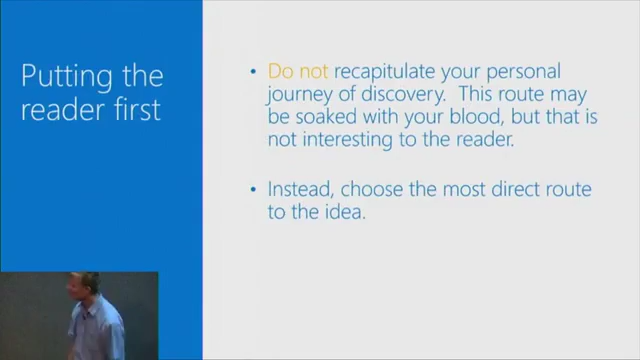 Putting the
reader first
• Do not recapitulate your personal
journey of discovery. This route may
be soaked with your blood, but that is
not interesting to the reader.
• Instead, choose the most direct route
to the idea.